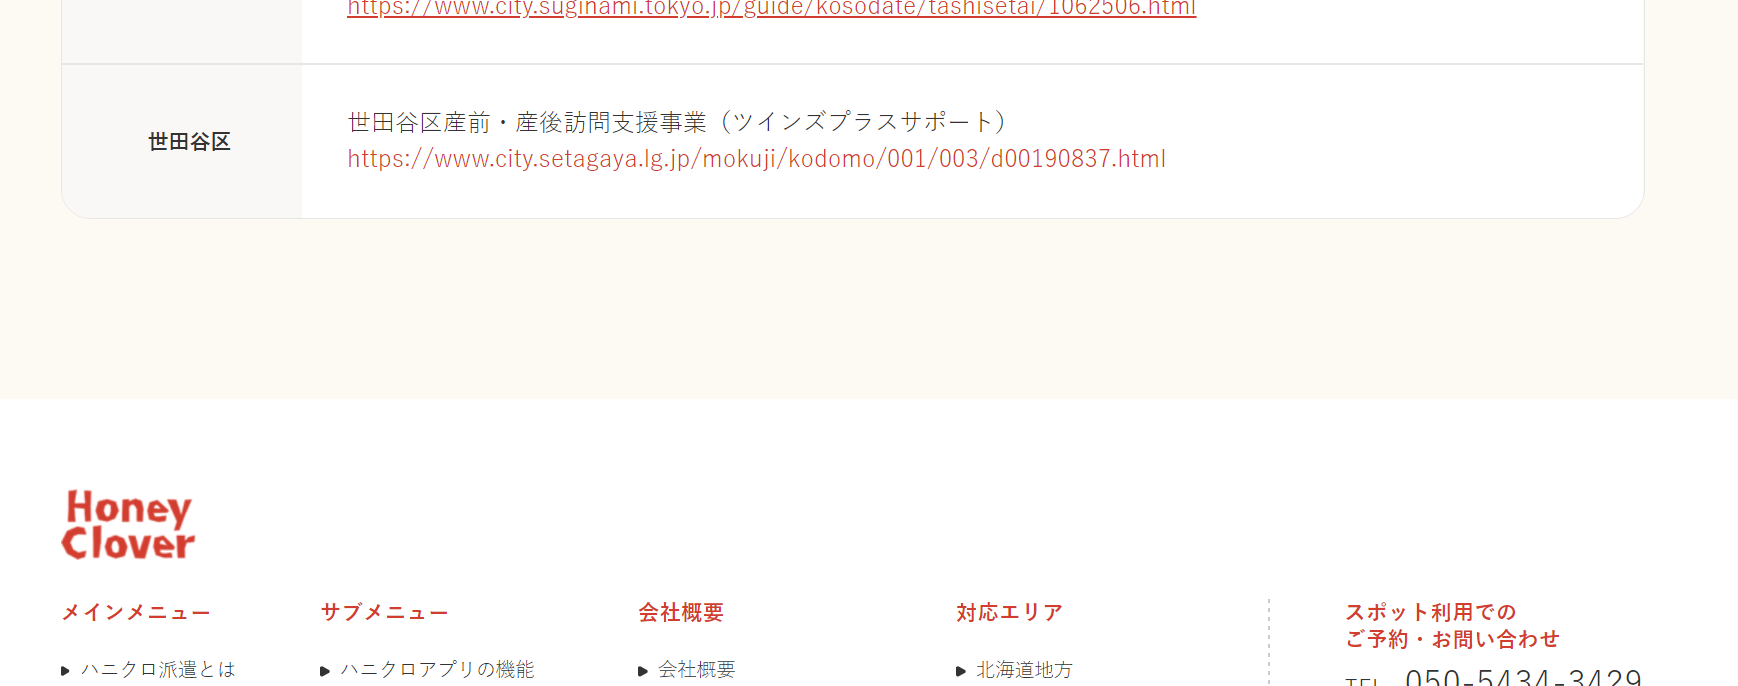 https://www.city.suginami.tokyo.jp/guide/kosodate/tashisetai/1062506.html
世田谷区
世田谷区産前・産後訪問支援事業（ツインズプラスサポート）
https://www.city.setagaya.lg.jp/mokuji/kodomo/001/003/d00190837.html
Honey
Clover
メインメニュー
ハニクロ派遣とは
サブメニュー
ハニクロアプリの機能
会社概要
会社概要
対応エリア
北海道地方
スポット利用での
ご予約・お問い合わせ
TEL 050-5434-3429